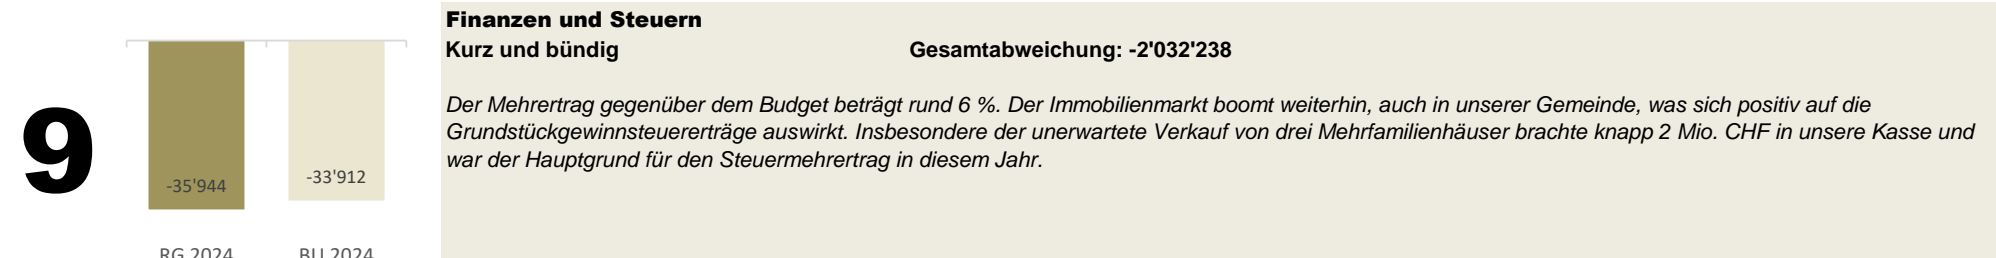 9
-35'944
-33'912
RG 2024
BU 2024
Finanzen und Steuern
Kurz und bündig Gesamtabweichung: -2'032'238
Der Mehrertrag gegenüber dem Budget beträgt rund 6 %. Der Immobilienmarkt boomt weiterhin, auch in unserer Gemeinde, was sich positiv auf die
Grundstückgewinnsteuererträge auswirkt. Insbesondere der unerwartete Verkauf von drei Mehrfamilienhäuser brachte knapp 2 Mio. CHF in unsere Kasse und
war der Hauptgrund für den Steuermehrertrag in diesem Jahr.